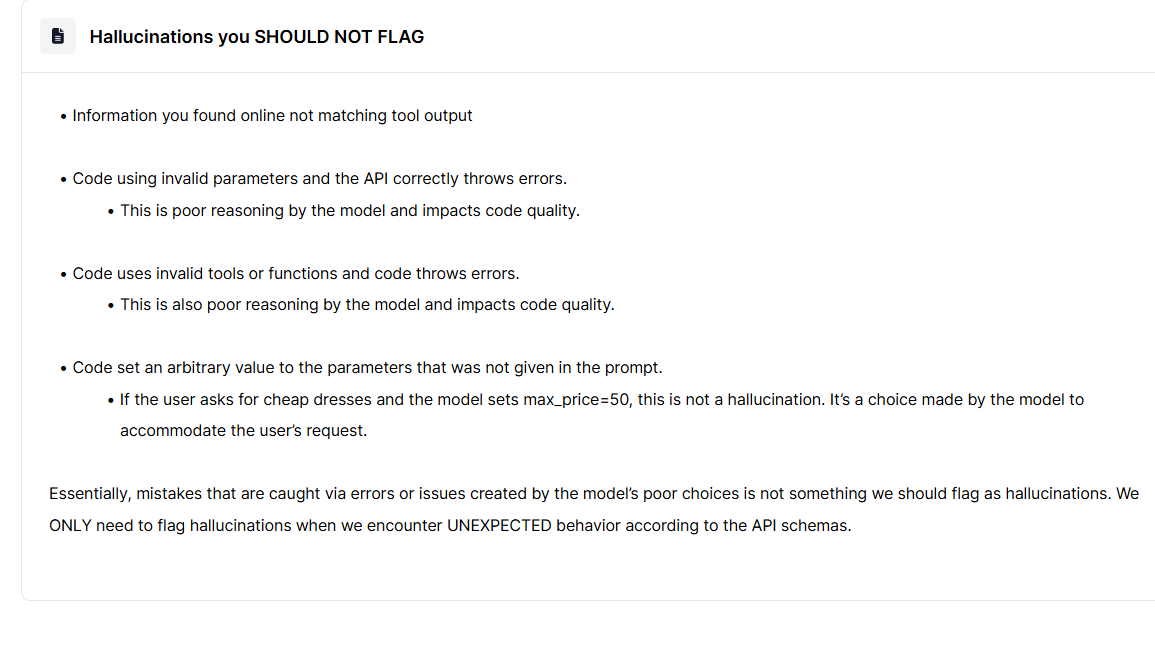 Hallucinations you SHOULD NOT FLAG
• Information you found online not matching tool output
• Code using invalid parameters and the API correctly throws errors.
• This is poor reasoning by the model and impacts code quality.
• Code uses invalid tools or functions and code throws errors.
• This is also poor reasoning by the model and impacts code quality.
• Code set an arbitrary value to the parameters that was not given in the prompt.
• If the user asks for cheap dresses and the model sets max_price=50, this is not a hallucination. It’s a choice made by the model to
accommodate the user’s request.
Essentially, mistakes that are caught via errors or issues created by the model’s poor choices is not something we should flag as hallucinations. We
ONLY need to flag hallucinations when we encounter UNEXPECTED behavior according to the API schemas.